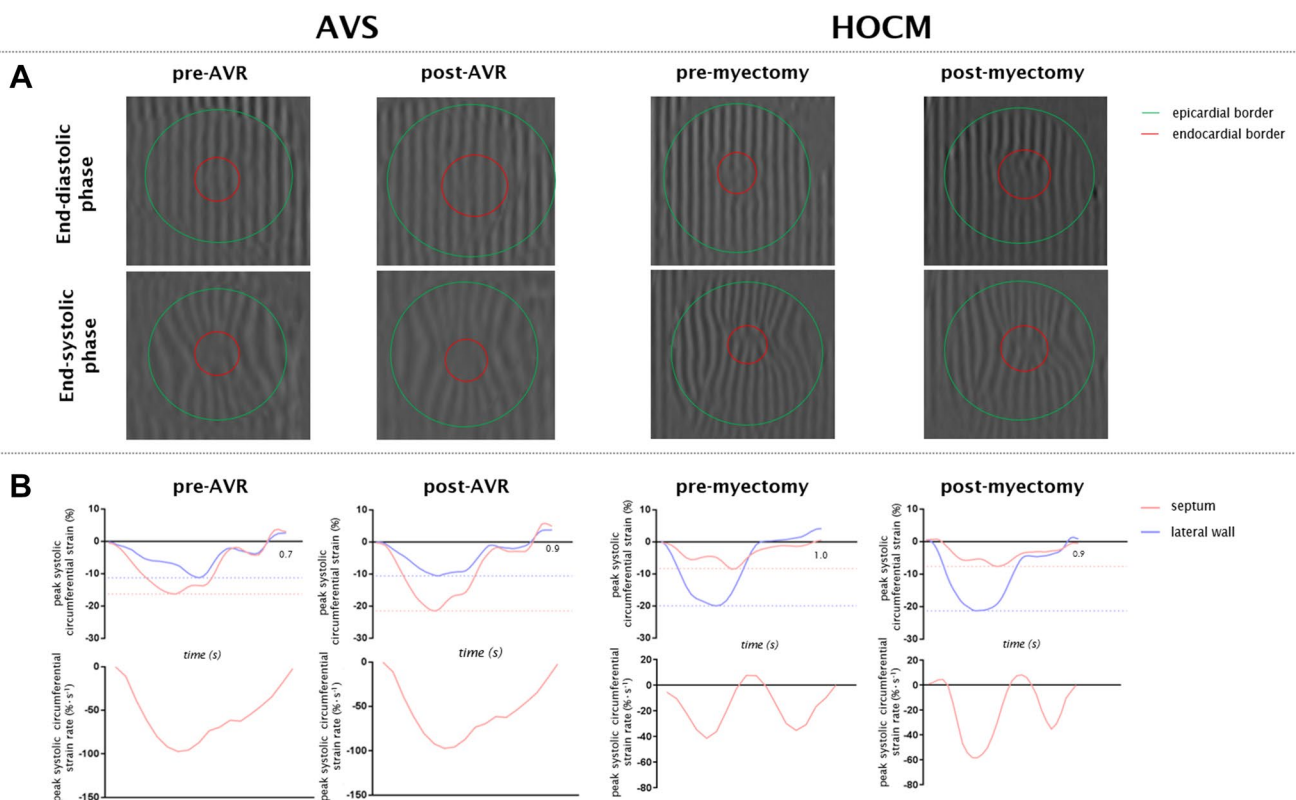 AVS HOCM
A
pre-AVR post-AVR pre-myectomy post-myectomy
epicardial border
endocardial border
End-diastolic
phase
End-systolic
phase
B
pre-AVR post-AVR pre-myectomy post-myectomy
septum
lateral wall
peak systolic
circumferential strain (%)
10
0
-10
-20
-30
0.7
time (s)
peak systolic
circumferential strain (%)
10
0
-10
-20
-30
0.9
time (s)
peak systolic
circumferential strain (%)
10
0
-10
-20
-30
1.0
time (s)
peak systolic
circumferential strain (%)
10
0
-10
-20
-30
0.9
time (s)
peak systolic circumferential
strain rate (%·s⁻¹)
0
-50
-100
-150
peak systolic circumferential
strain rate (%·s⁻¹)
0
-50
-100
-150
peak systolic circumferential
strain rate (%·s⁻¹)
20
0
-20
-40
-60
-80
peak systolic circumferential
strain rate (%·s⁻¹)
20
0
-20
-40
-60
-80